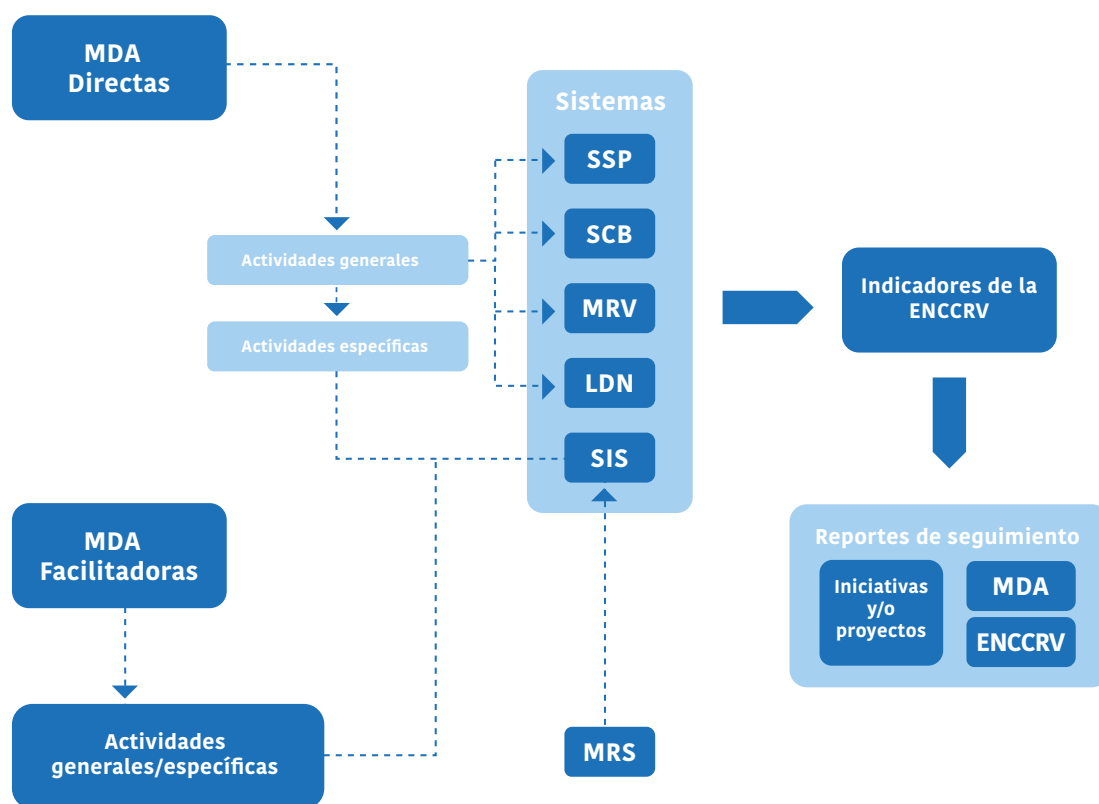 MDA
Directas
Actividades generales
Actividades específicas
MDA
Facilitadoras
Actividades
generales/específicas
Sistemas
SSP
SCB
MRV
LDN
SIS
MRS
Indicadores de la
ENCCRV
Reportes de seguimiento
Iniciativas
y/o
proyectos
MDA
ENCCRV